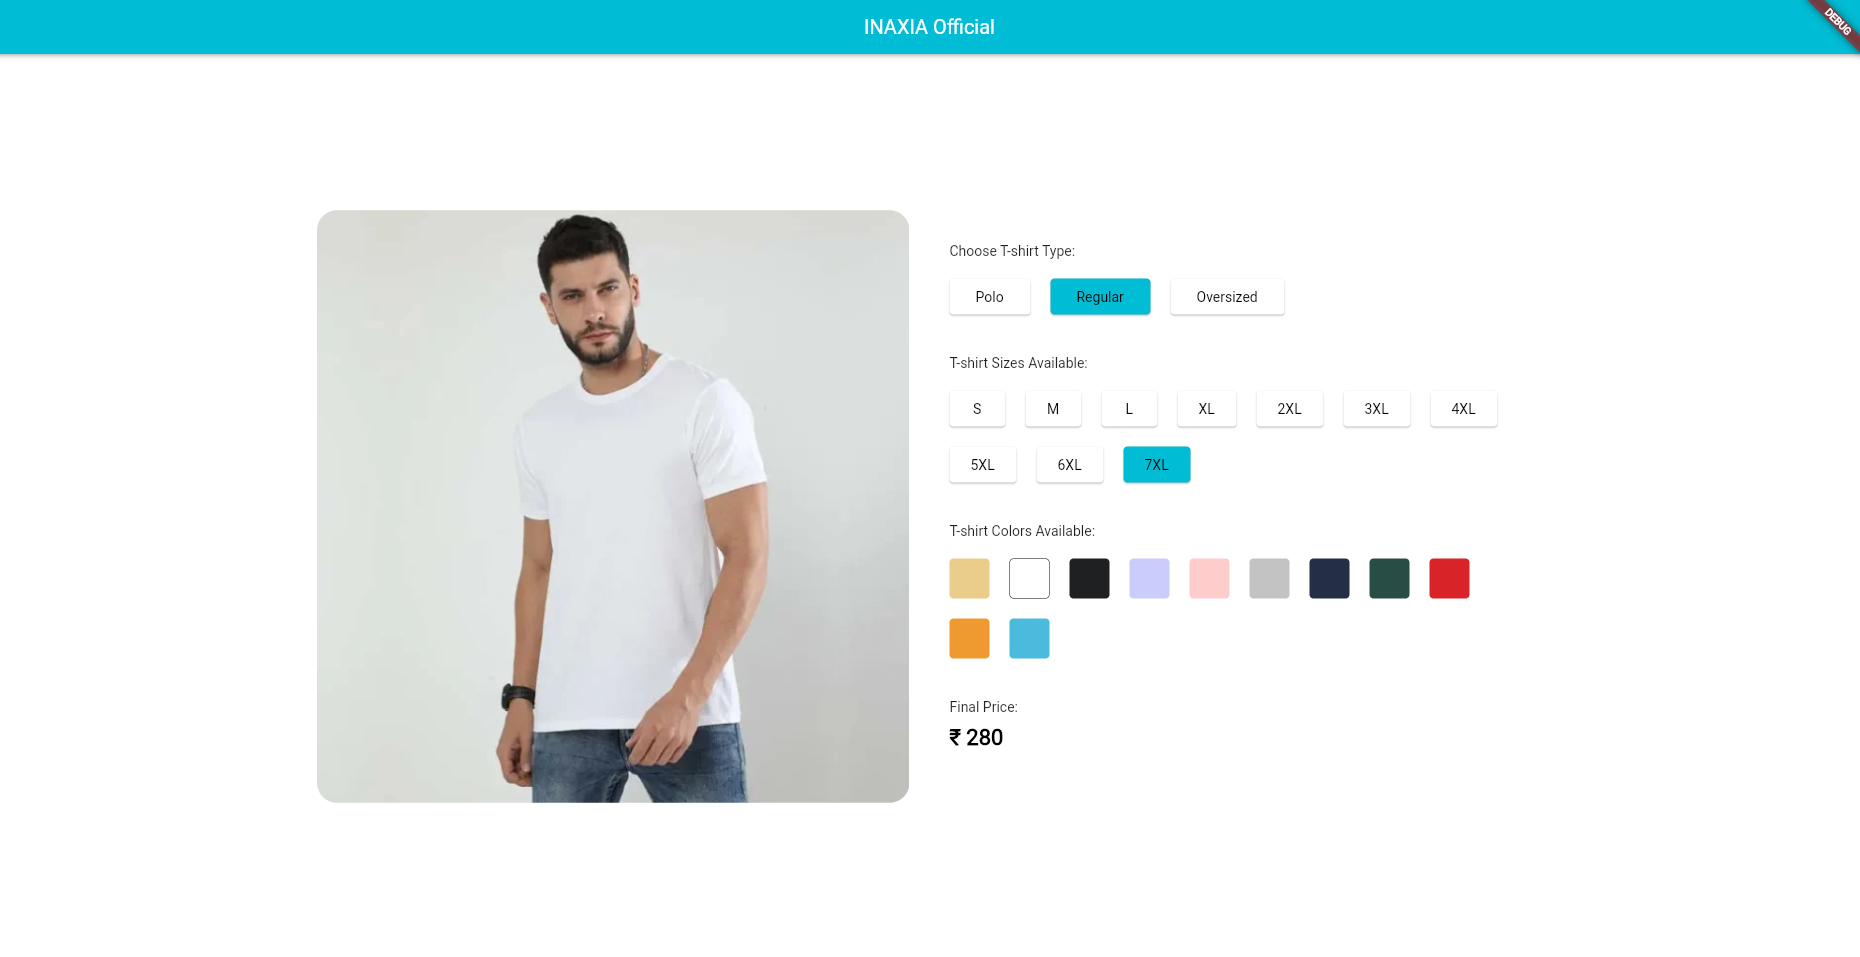 INAXIA Official
DEBUG
Choose T-shirt Type:
Polo Regular Oversized
T-shirt Sizes Available:
S M L XL 2XL 3XL 4XL
5XL 6XL 7XL
T-shirt Colors Available:
Final Price:
₹ 280